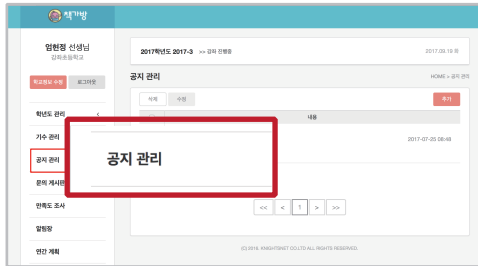 책가방
엄현정 선생님
강좌초등학교
학교정보 수정 로그아웃
학년도 관리 <
기수 관리
공지 관리
문의 게시판
만족도 조사
알림장
연간 계획
2017학년도 2017-3 >> 강좌 진행중
2017.09.19 화
공지 관리
HOME > 공지 관리
삭제 수정 추가
내용
2017-07-25 08:48
공지 관리
<< < 1 > >>
(C) 2016. KNIGHTSNET CO.LTD ALL RIGHTS RESERVED.